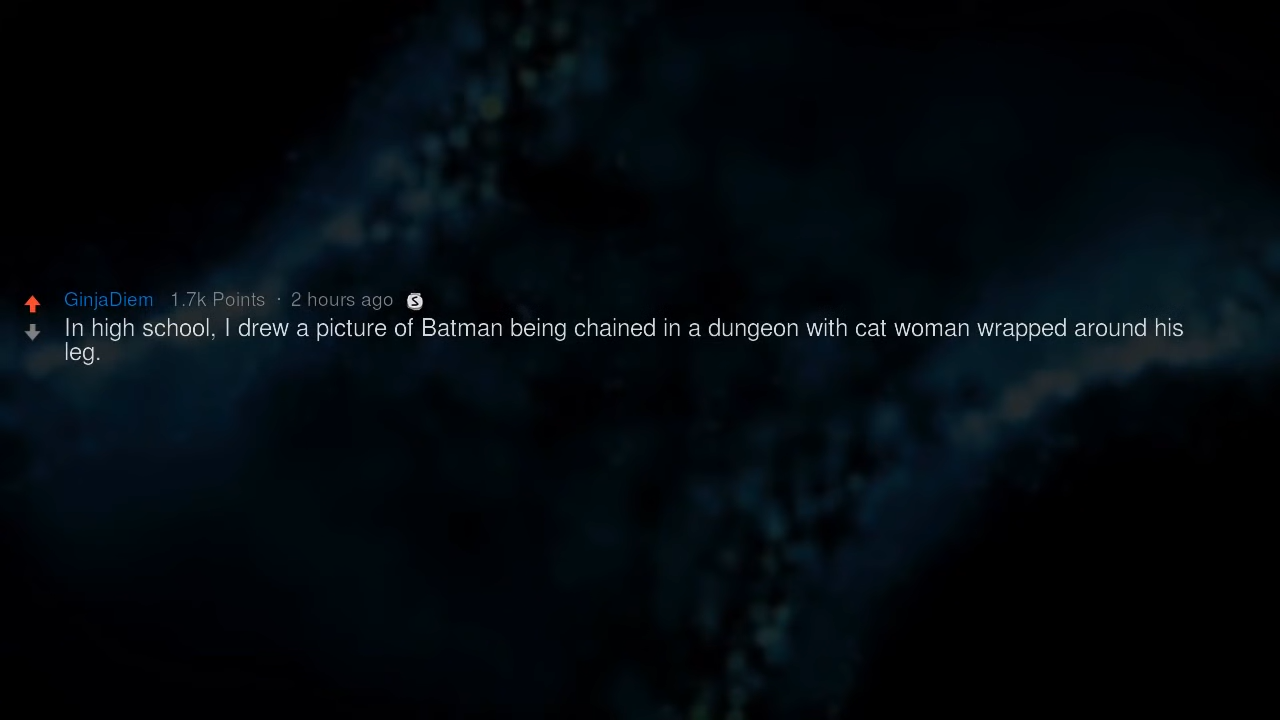 GinjaDiem 1.7k Points · 2 hours ago S
In high school, I drew a picture of Batman being chained in a dungeon with cat woman wrapped around his
leg.